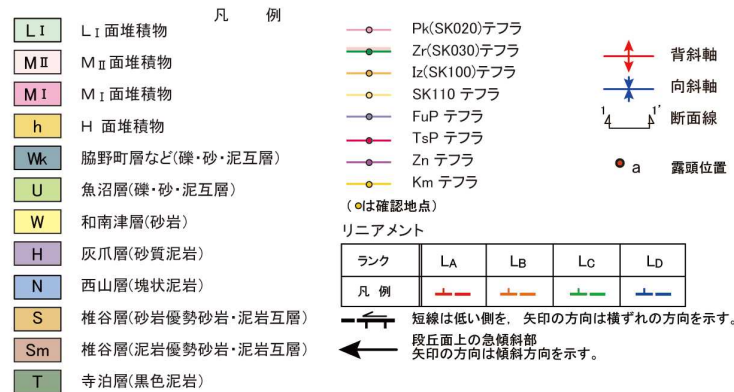 凡 例
LI LI面堆積物
MII MII面堆積物
MI MI面堆積物
h H 面堆積物
Wk 脇野町層など(礫・砂・泥互層)
U 魚沼層(礫・砂・泥互層)
W 和南津層(砂岩)
H 灰爪層(砂質泥岩)
N 西山層(塊状泥岩)
S 椎谷層(砂岩優勢砂岩・泥岩互層)
Sm 椎谷層(泥岩優勢砂岩・泥岩互層)
T 寺泊層(黒色泥岩)
Pk(SK020)テフラ
Zr(SK030)テフラ
Iz(SK100)テフラ
SK110 テフラ
FuP テフラ
TsP テフラ
Zn テフラ
Km テフラ
(●は確認地点)
背斜軸
向斜軸
1 1' 断面線
a 露頭位置
リニアメント
ランク LA LB LC LD
凡 例
短線は低い側を, 矢印の方向は横ずれの方向を示す。
段丘面上の急傾斜部
矢印の方向は傾斜方向を示す。